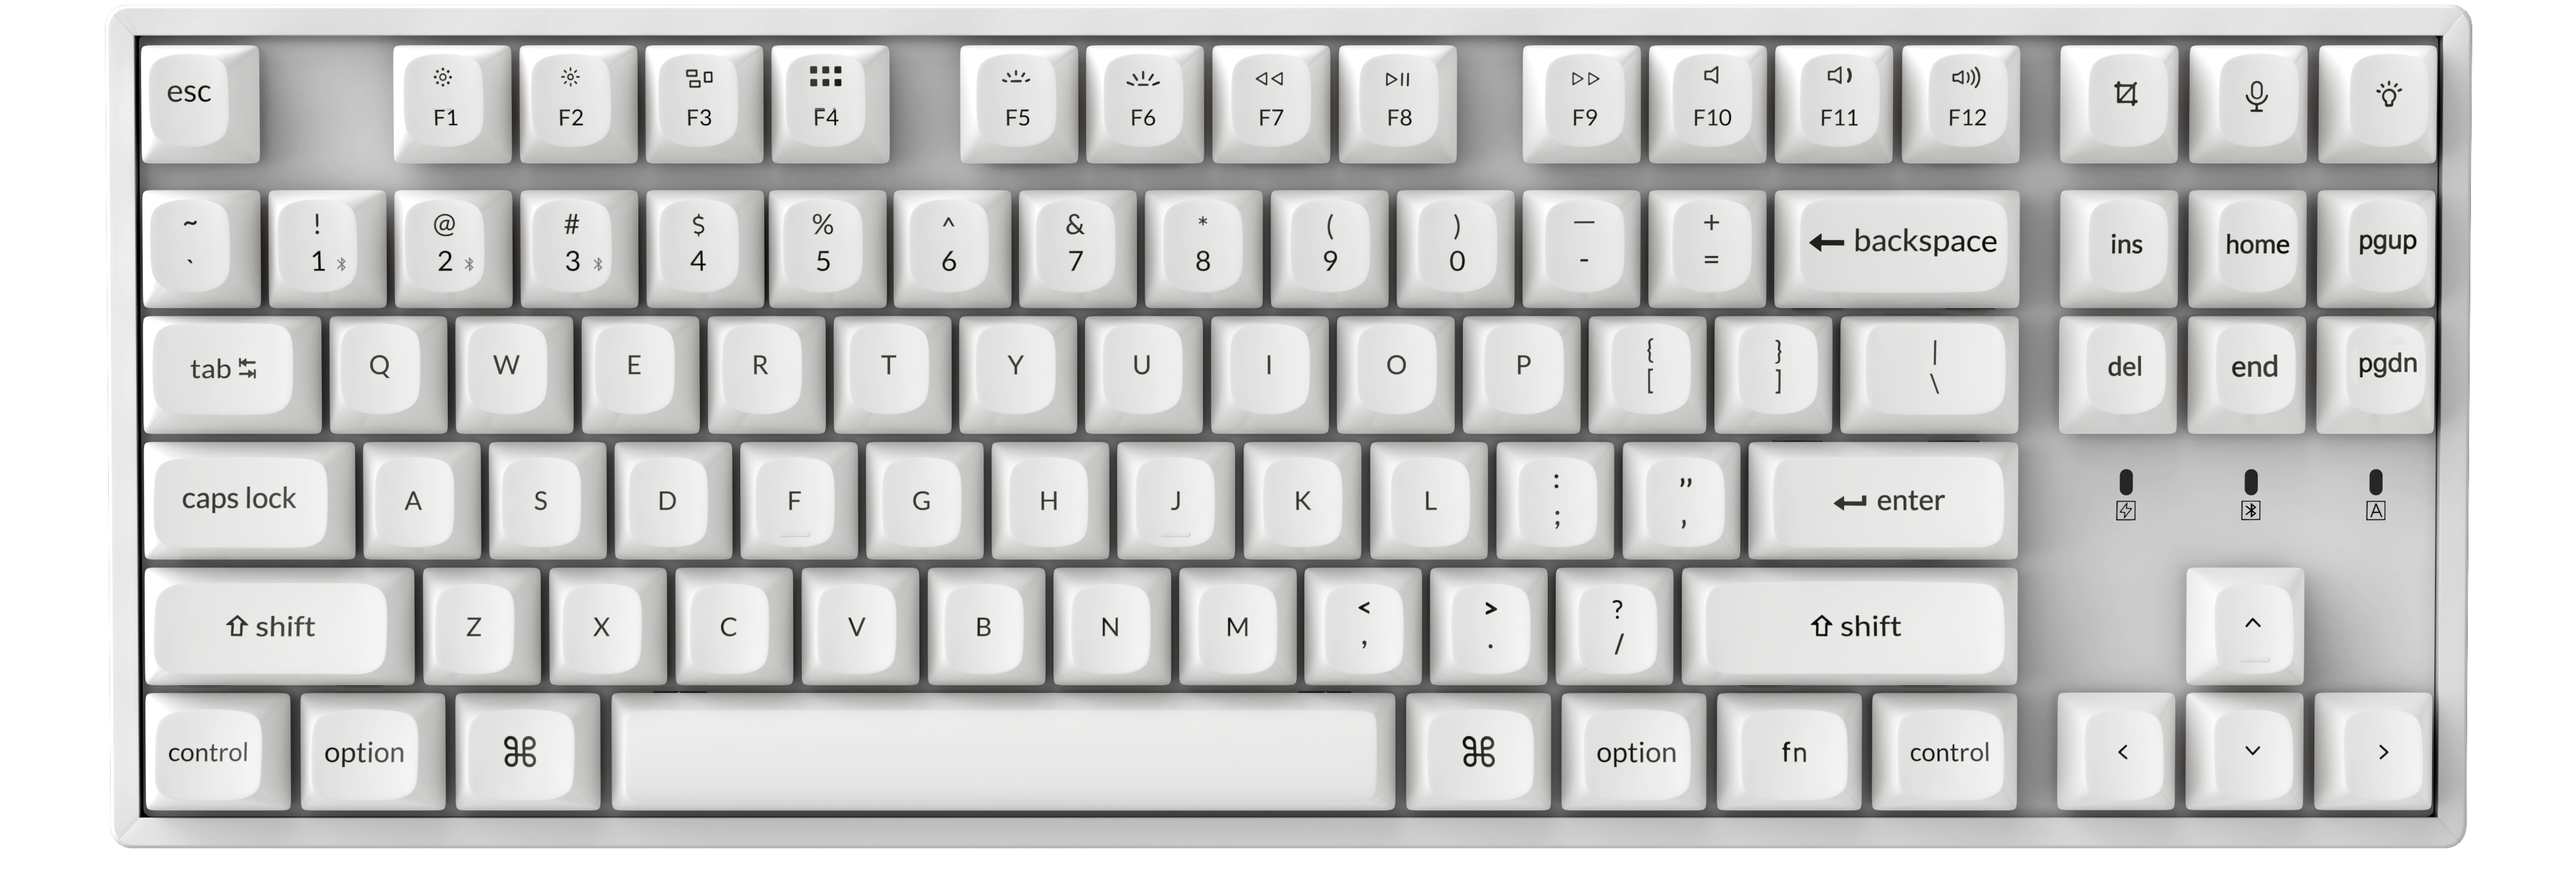 esc F1 F2 F3 F4 F5 F6 F7 F8 F9 F10 F11 F12
~ ! @ # $ % ^ & * ( ) — +
` 1 2 3 4 5 6 7 8 9 0 - = ← backspace ins home pgup
tab Q W E R T Y U I O P { } | del end pgdn
[ ] \
caps lock A S D F G H J K L : " ↵ enter
; ,
A
⇧ shift Z X C V B N M < > ? ⇧ shift ^
, . /
control option ⌘ ⌘ option fn control < ⌄ >